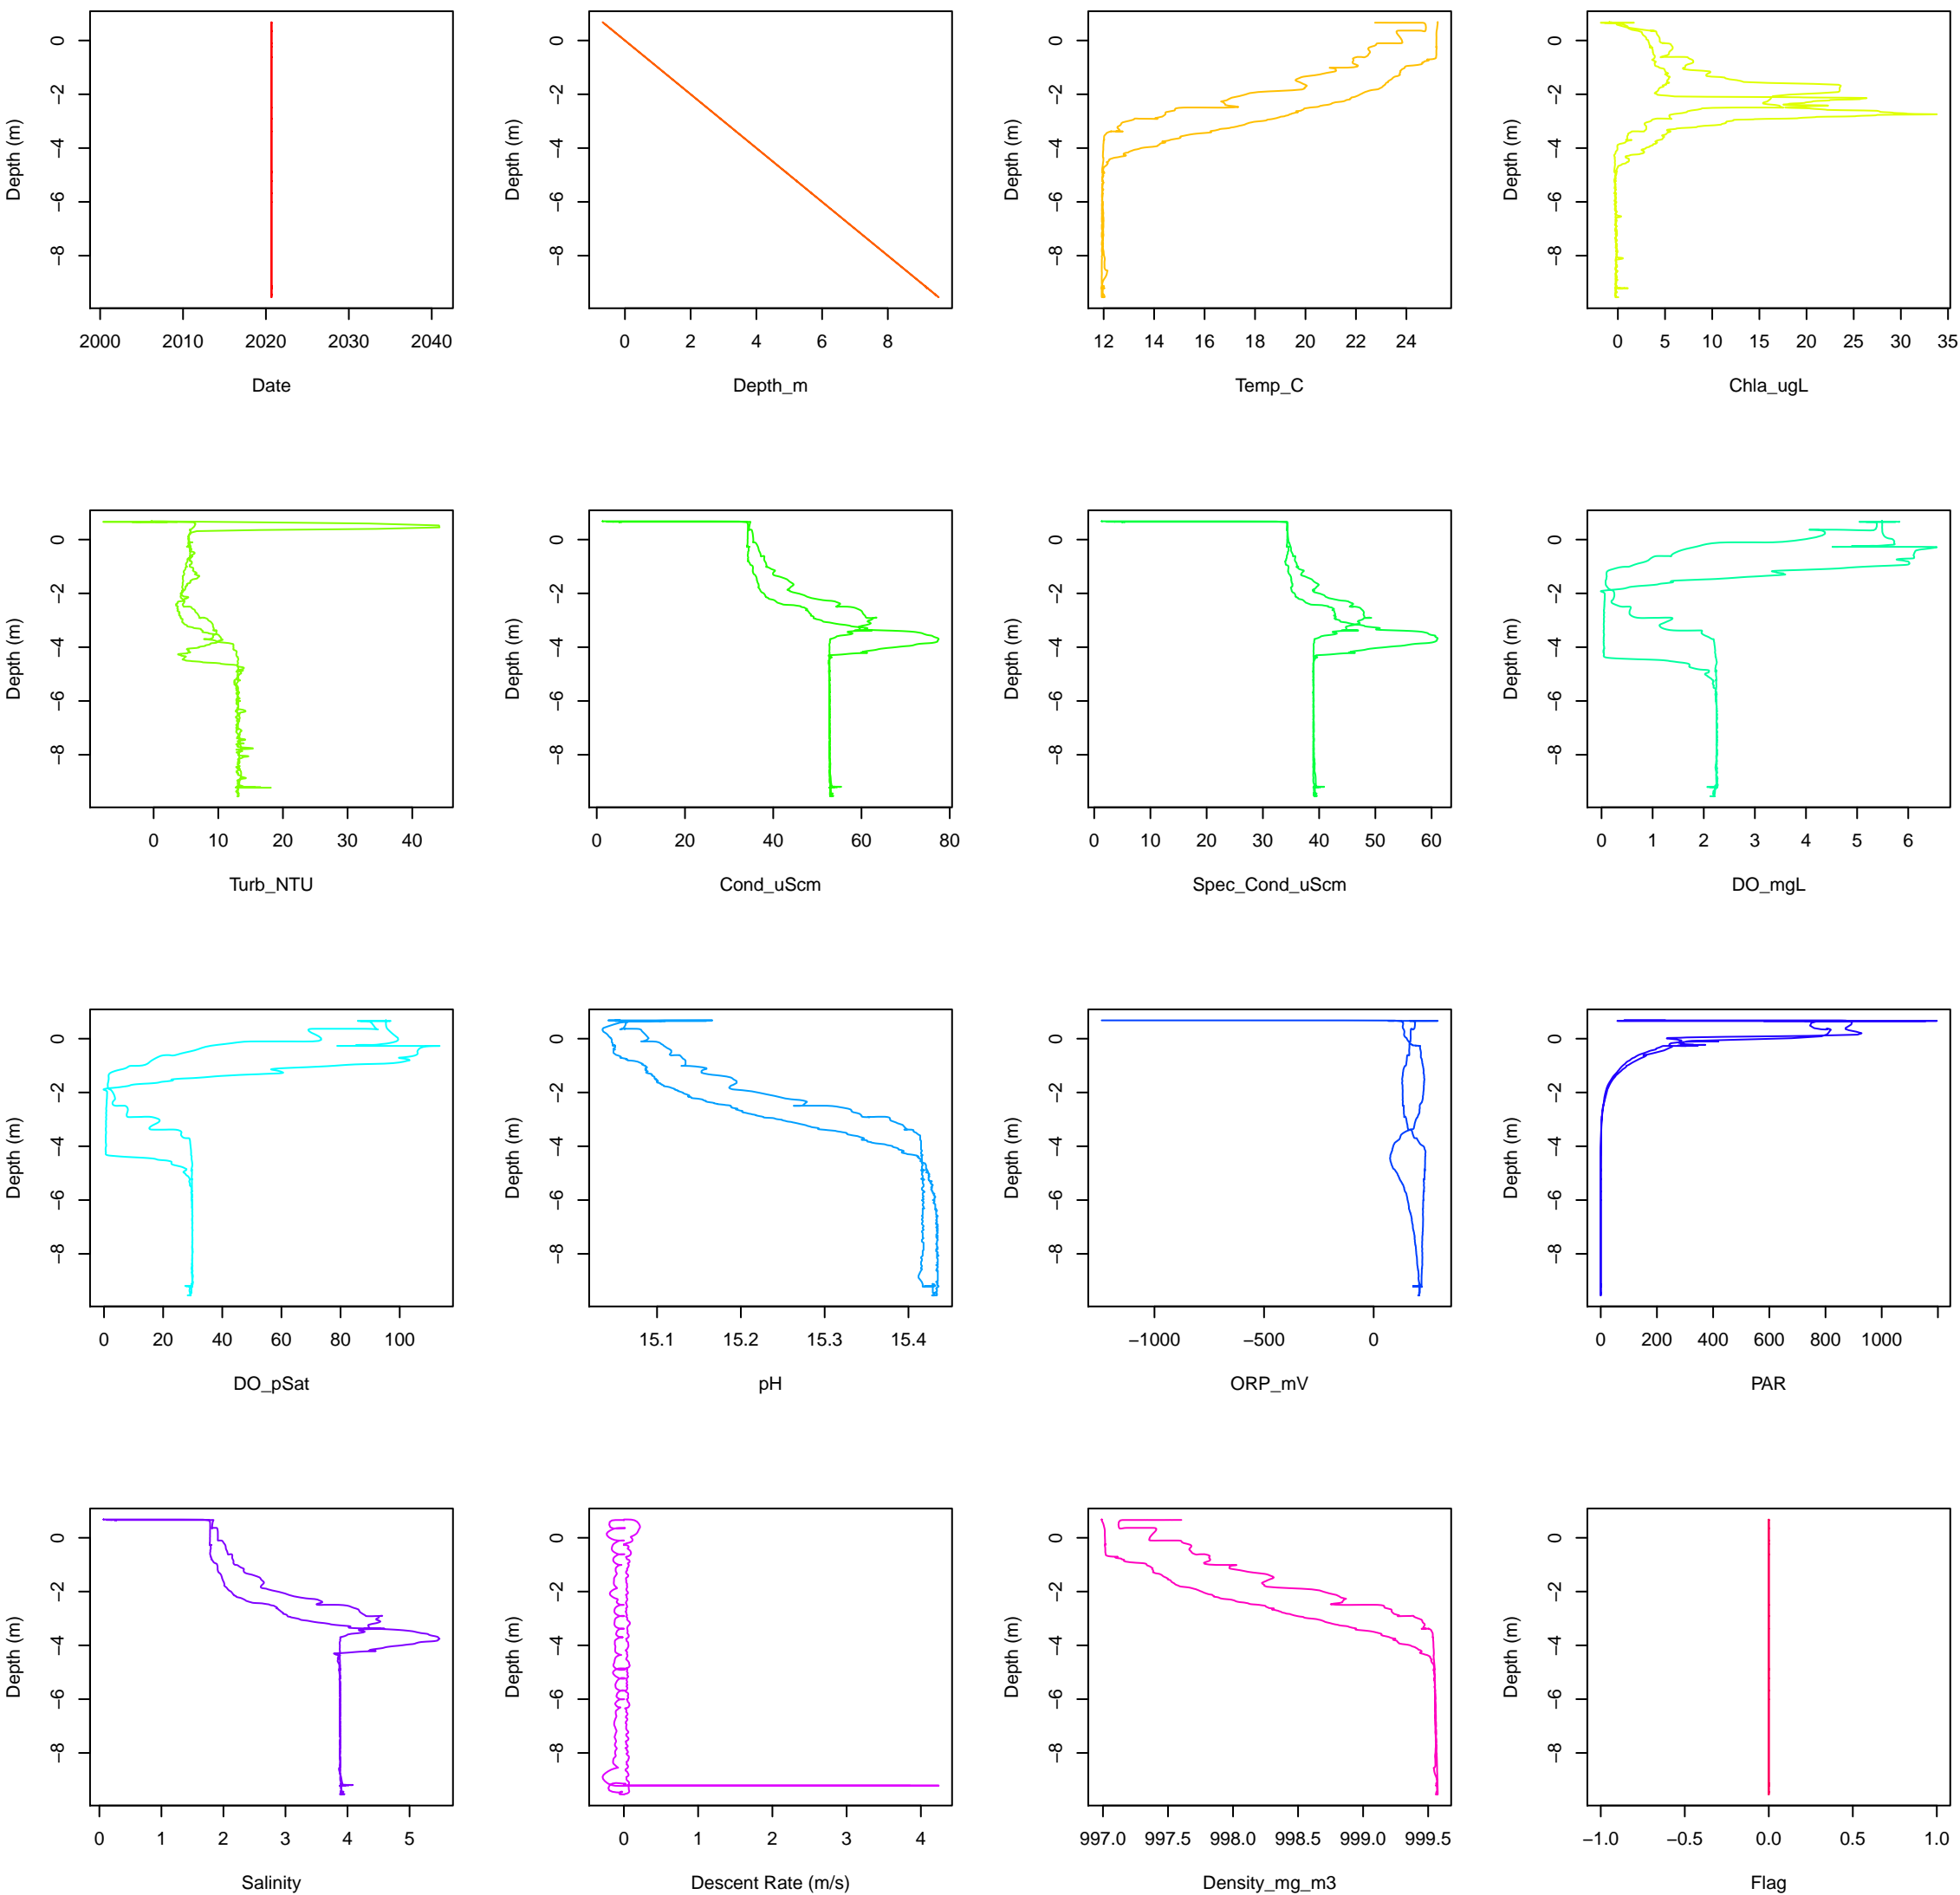 Depth (m) 0 −2 −4 −6 −8
2000 2010 2020 2030 2040
Date
Depth (m) 0 −2 −4 −6 −8
0 2 4 6 8
Depth_m
Depth (m) 0 −2 −4 −6 −8
12 14 16 18 20 22 24
Temp_C
Depth (m) 0 −2 −4 −6 −8
0 5 10 15 20 25 30 35
Chla_ugL
Depth (m) 0 −2 −4 −6 −8
0 10 20 30 40
Turb_NTU
Depth (m) 0 −2 −4 −6 −8
0 20 40 60 80
Cond_uScm
Depth (m) 0 −2 −4 −6 −8
0 10 20 30 40 50 60
Spec_Cond_uScm
Depth (m) 0 −2 −4 −6 −8
0 1 2 3 4 5 6
DO_mgL
Depth (m) 0 −2 −4 −6 −8
0 20 40 60 80 100
DO_pSat
Depth (m) 0 −2 −4 −6 −8
15.1 15.2 15.3 15.4
pH
Depth (m) 0 −2 −4 −6 −8
−1000 −500 0
ORP_mV
Depth (m) 0 −2 −4 −6 −8
0 200 400 600 800 1000
PAR
Depth (m) 0 −2 −4 −6 −8
0 1 2 3 4 5
Salinity
Depth (m) 0 −2 −4 −6 −8
0 1 2 3 4
Descent Rate (m/s)
Depth (m) 0 −2 −4 −6 −8
997.0 997.5 998.0 998.5 999.0 999.5
Density_mg_m3
Depth (m) 0 −2 −4 −6 −8
−1.0 −0.5 0.0 0.5 1.0
Flag